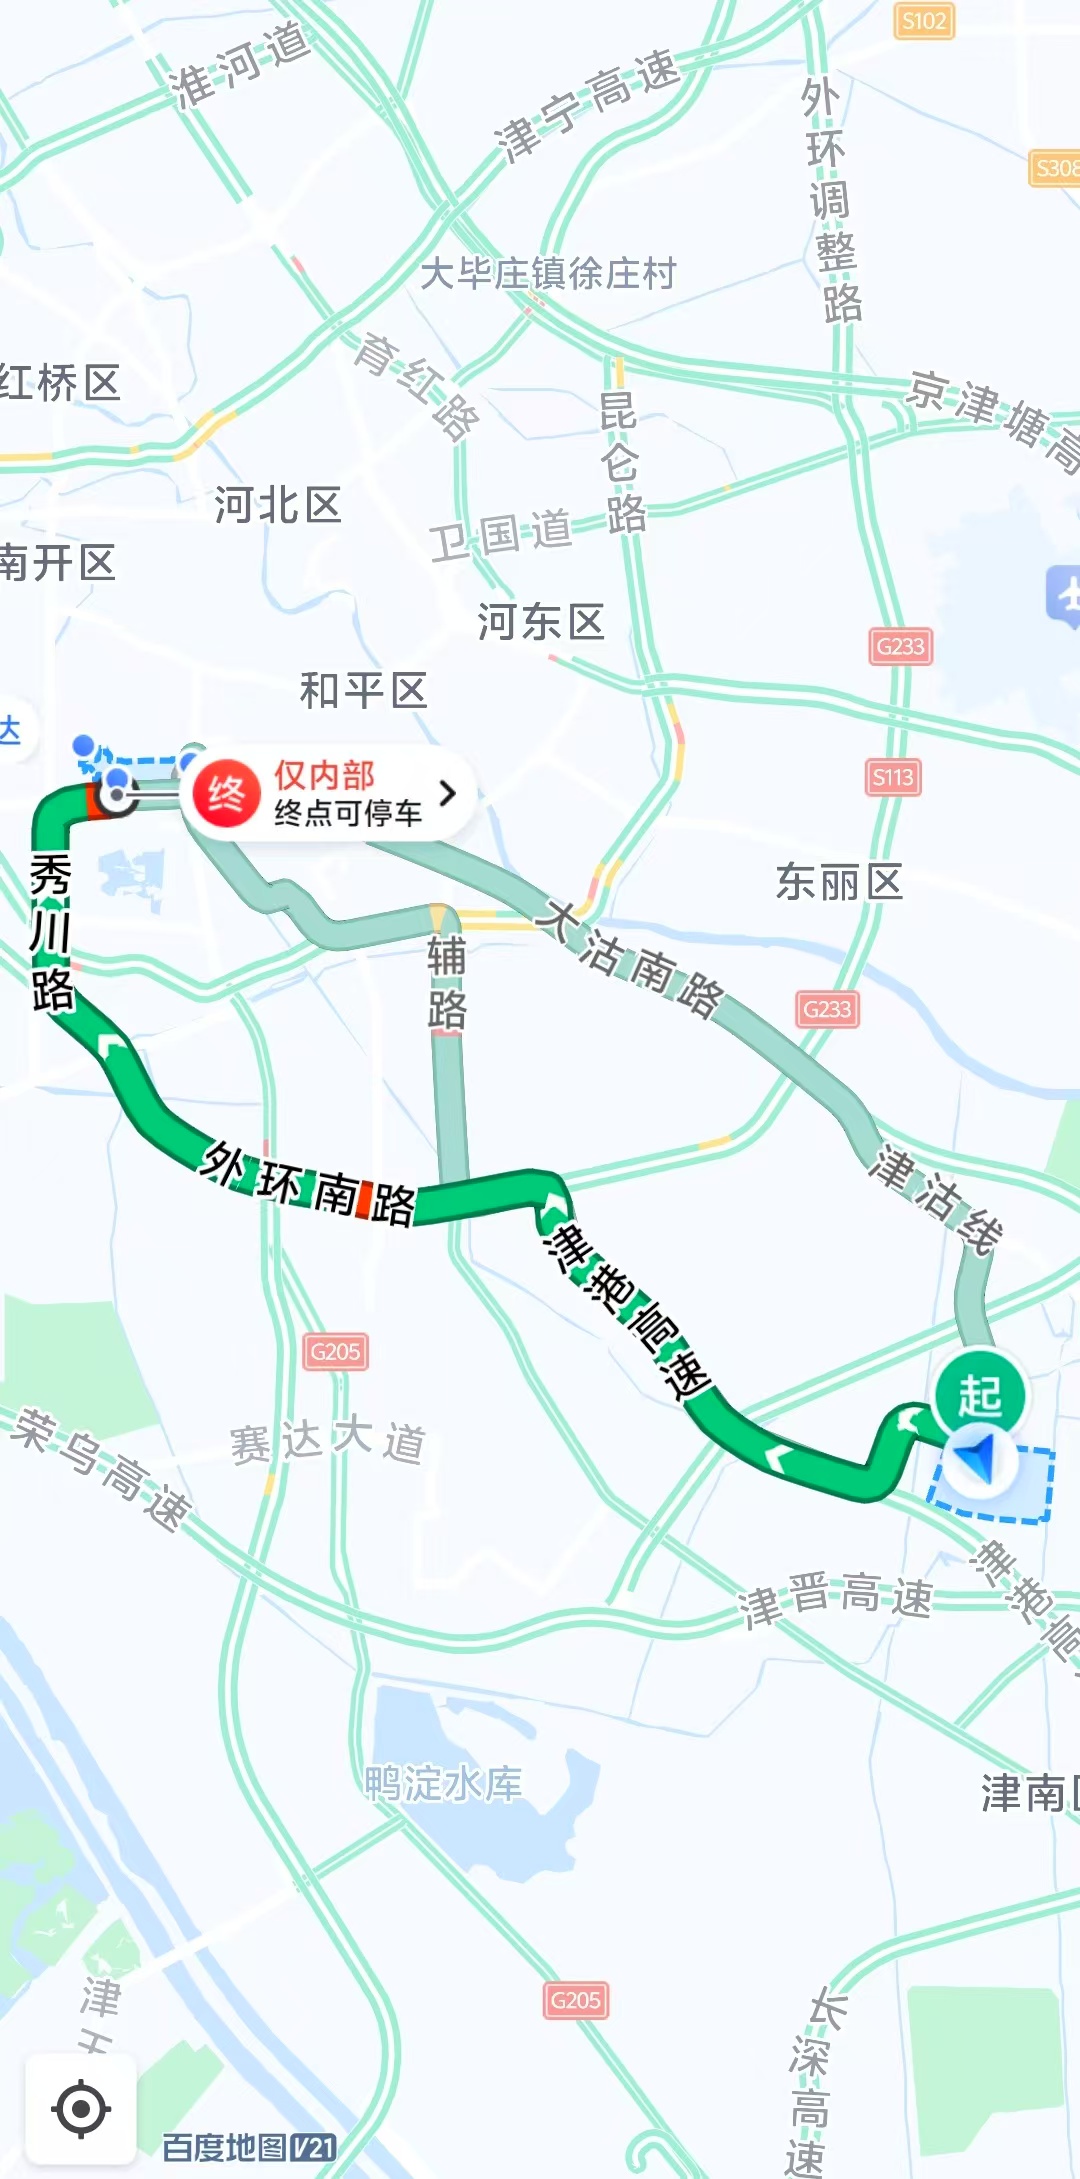 S102
淮河道
津宁高速
外环调整路
S308
大毕庄镇徐庄村
育红路
红桥区
昆仑路
京津塘高
河北区
卫国道
南开区
河东区
G233
和平区
达
S113
终
仅内部
终点可停车
秀川路
东丽区
大沽南路
辅路
G233
外环南路
津沽线
津港高速
G205
起
赛达大道
荣乌高速
津晋高速
津港高
鸭淀水库
津南
G205
津
长深高速
百度地图V21